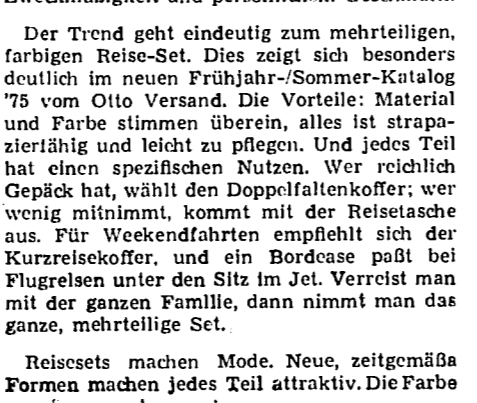 Der Trend geht eindeutig zum mehrteiligen,
farbigen Reise-Set. Dies zeigt sich besonders
deutlich im neuen Frühjahr-/Sommer-Katalog
'75 vom Otto Versand. Die Vorteile: Material
und Farbe stimmen überein, alles ist strapa-
zierfähig und leicht zu pflegen. Und jedes Teil
hat einen spezifischen Nutzen. Wer reichlich
Gepäck hat, wählt den Doppelfaltenkoffer; wer
wenig mitnimmt, kommt mit der Reisetasche
aus. Für Weekendfahrten empfiehlt sich der
Kurzreisekoffer, und ein Bordcase paßt bei
Flugreisen unter den Sitz im Jet. Verreist man
mit der ganzen Familie, dann nimmt man das
ganze, mehrteilige Set.
Reisesets machen Mode. Neue, zeitgemäße
Formen machen jedes Teil attraktiv. Die Farbe